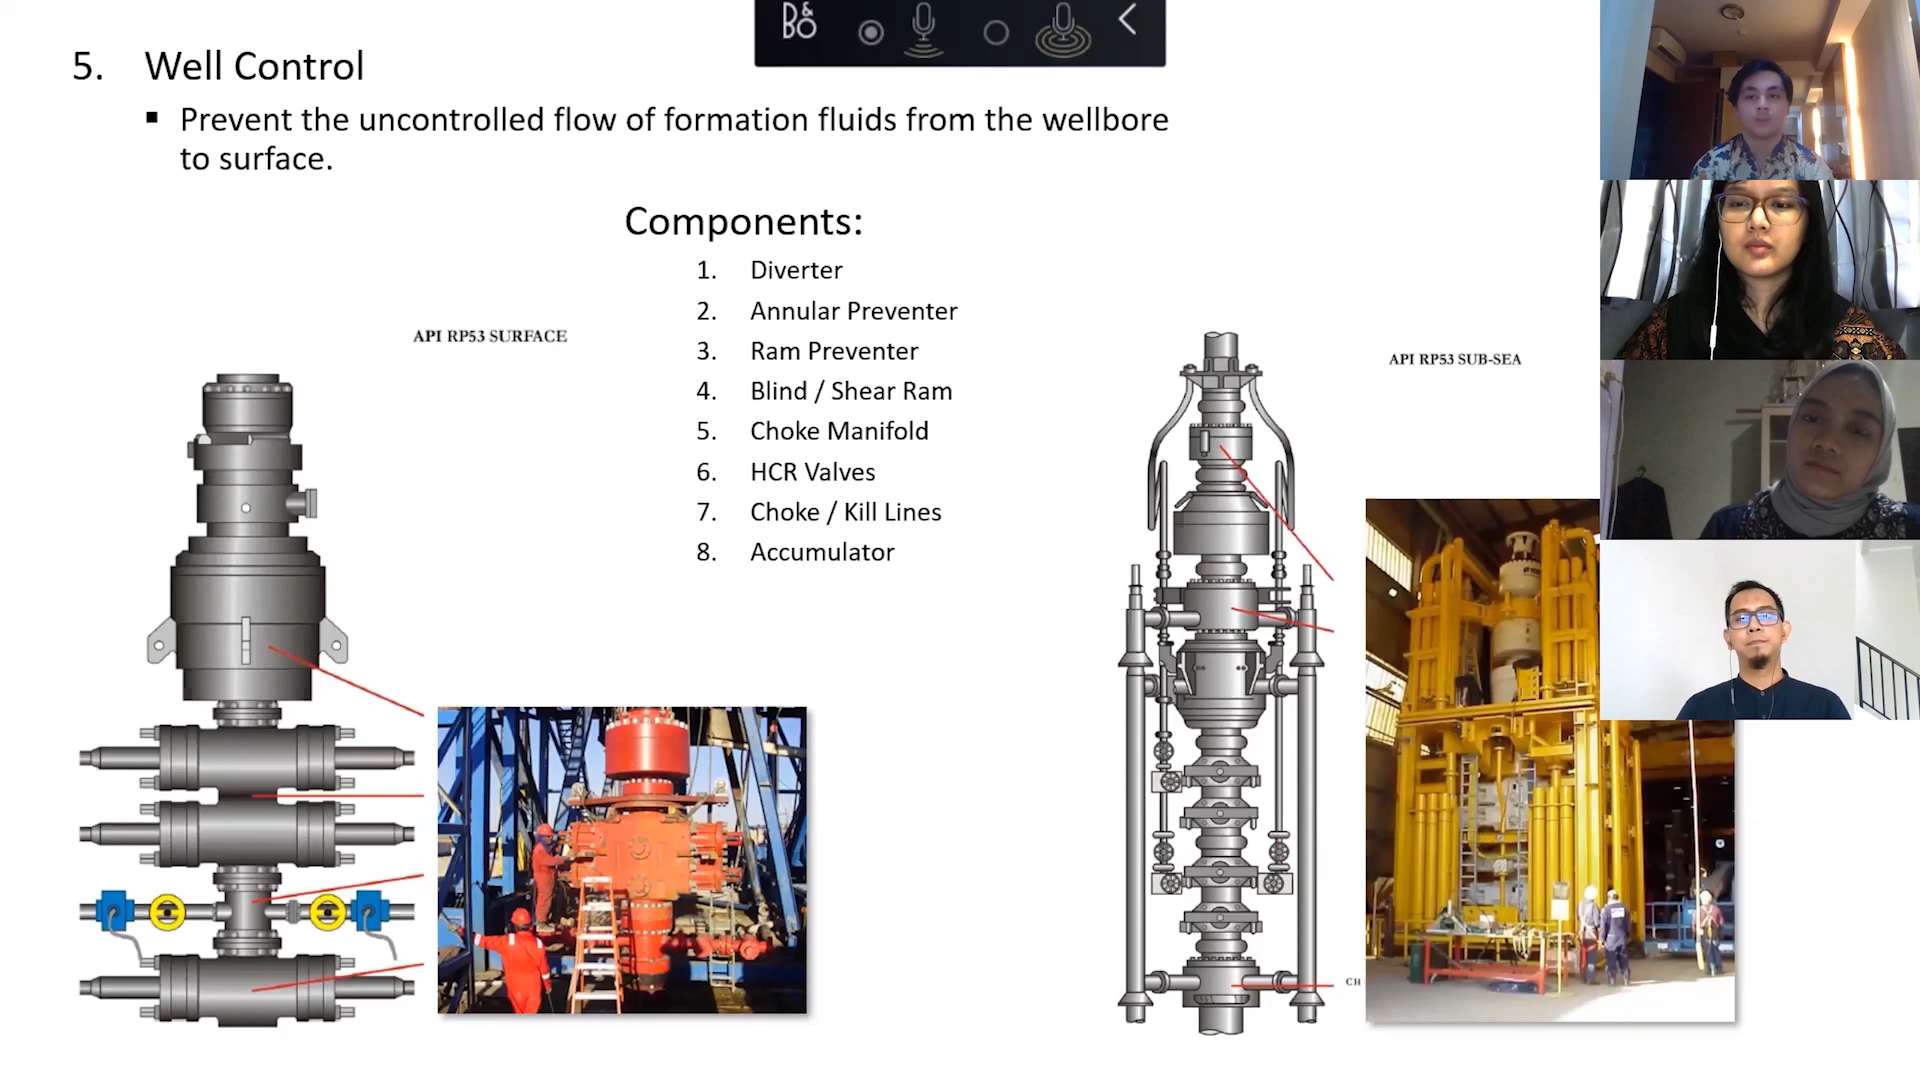 B&O
5. Well Control
▪ Prevent the uncontrolled flow of formation fluids from the wellbore
to surface.
Components:
1. Diverter
2. Annular Preventer
3. Ram Preventer
4. Blind / Shear Ram
5. Choke Manifold
6. HCR Valves
7. Choke / Kill Lines
8. Accumulator
API RP53 SURFACE
API RP53 SUB-SEA
CH